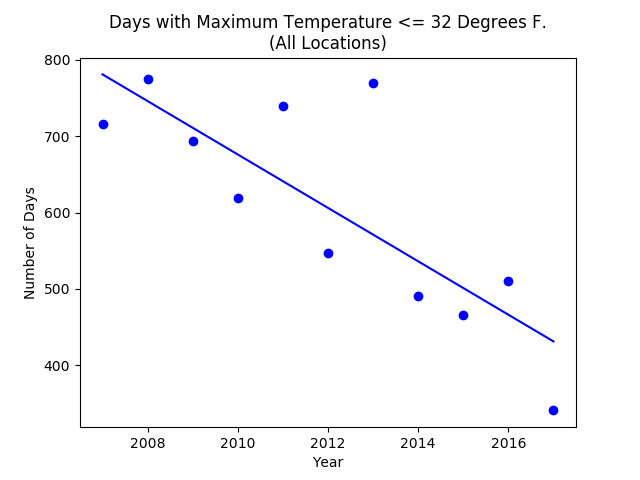 Days with Maximum Temperature <= 32 Degrees F.
(All Locations)
800
700
600
500
400
Number of Days
2008 2010 2012 2014 2016
Year